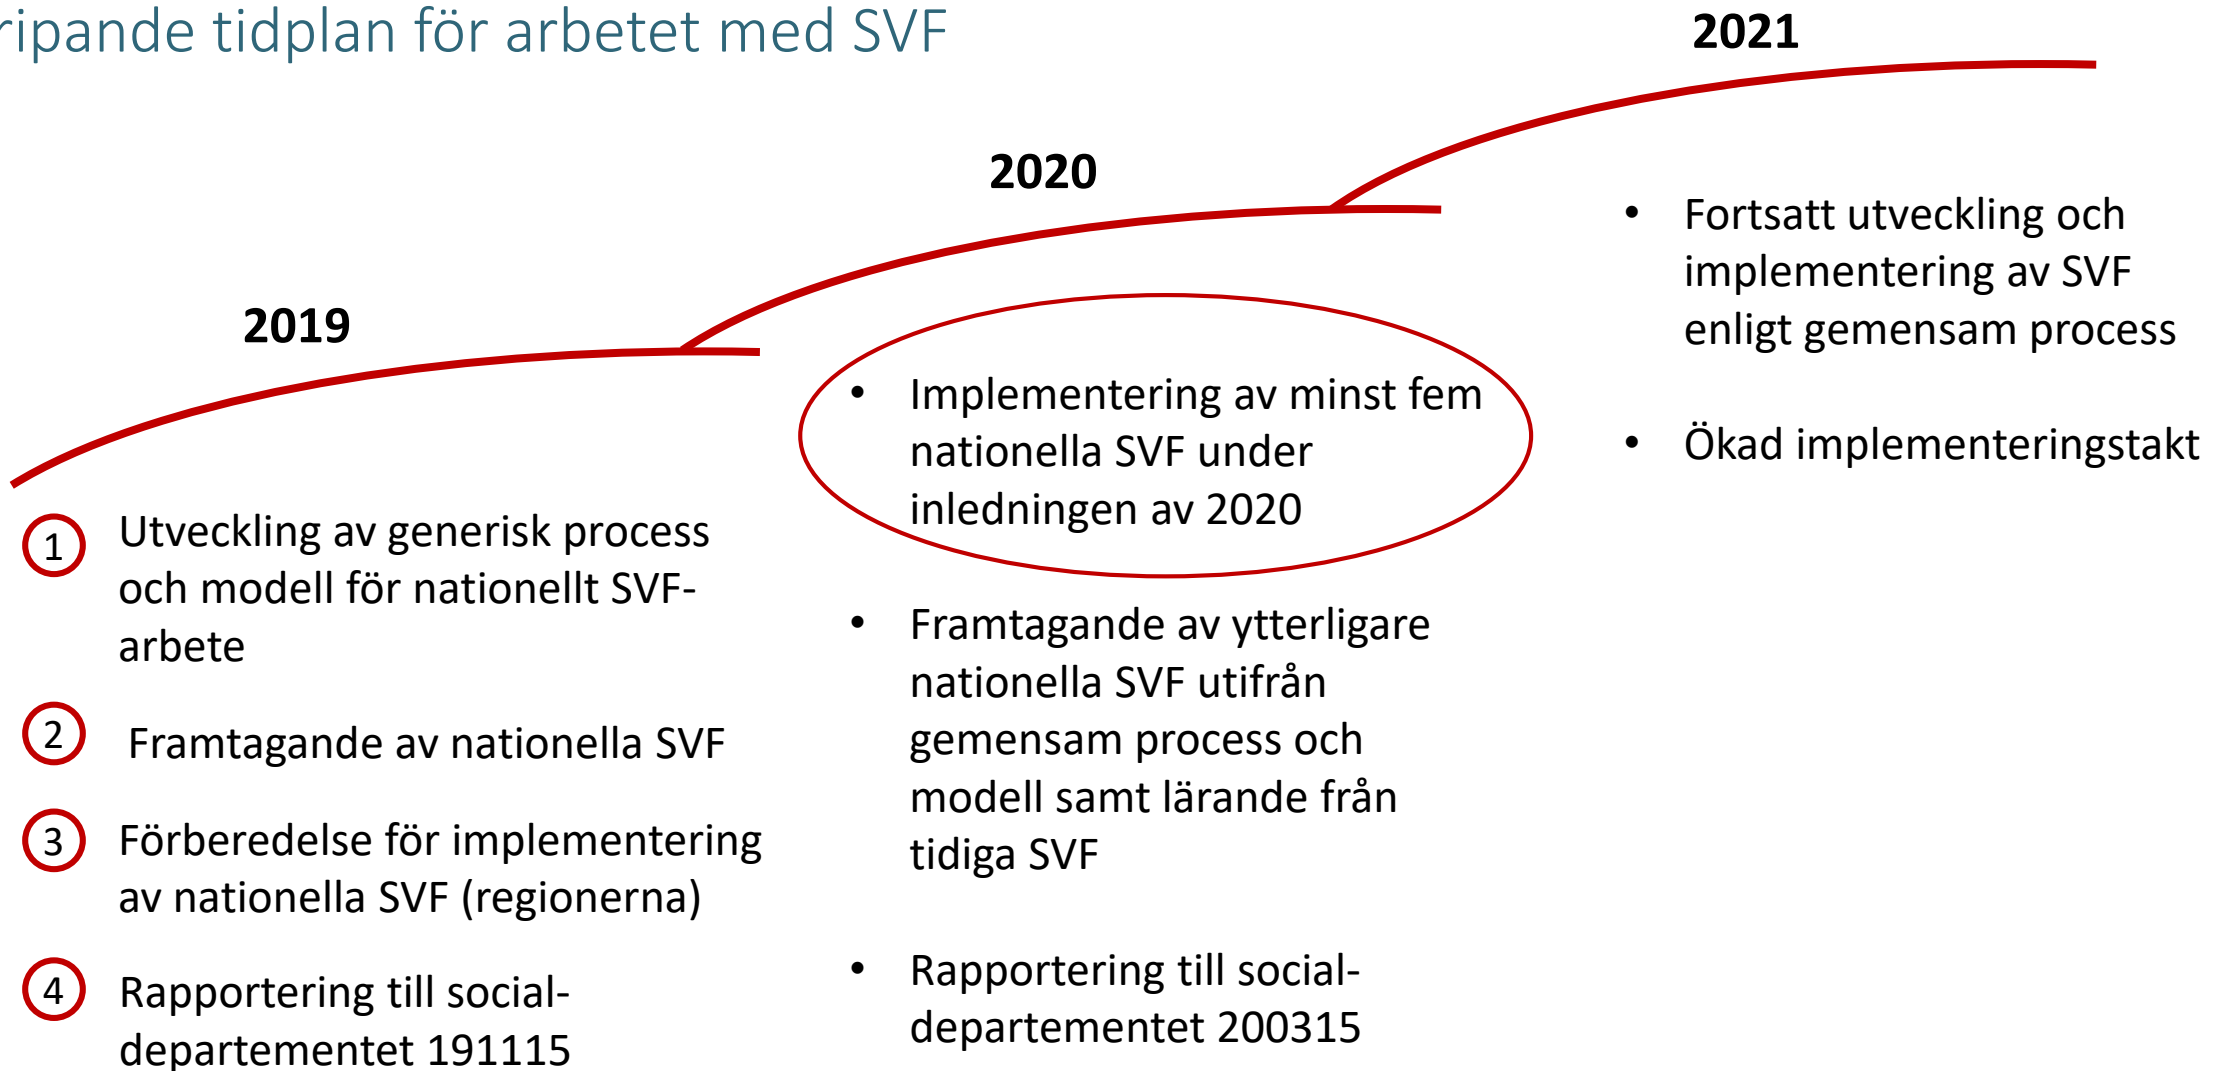 ripande tidplan för arbetet med SVF
2019
1
Utveckling av generisk process
och modell för nationellt SVF-
arbete
2
Framtagande av nationella SVF
3
Förberedelse för implementering
av nationella SVF (regionerna)
4
Rapportering till social-
departementet 191115
2020
• Implementering av minst fem
nationella SVF under
inledningen av 2020
• Framtagande av ytterligare
nationella SVF utifrån
gemensam process och
modell samt lärande från
tidiga SVF
• Rapportering till social-
departementet 200315
2021
• Fortsatt utveckling och
implementering av SVF
enligt gemensam process
• Ökad implementeringstakt